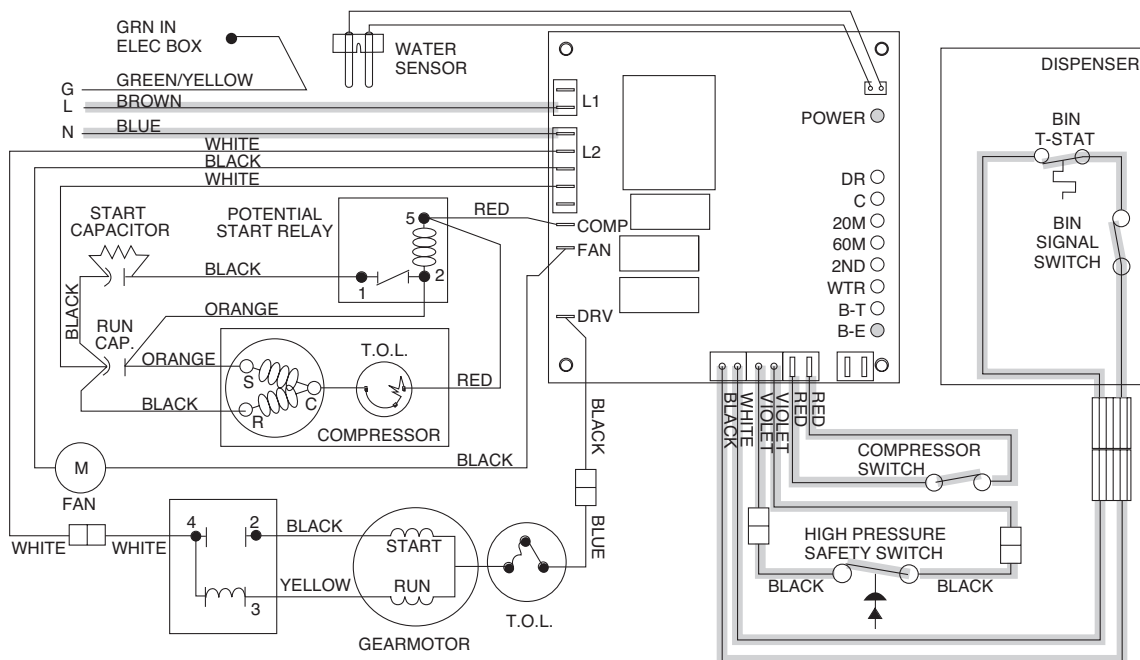 GRN IN
ELEC BOX
WATER
SENSOR
DISPENSER
G
GREEN/YELLOW
L
BROWN
L1
POWER
N
BLUE
WHITE
L2
BLACK
WHITE
BIN
T-STAT
DR
C
20M
60M
2ND
WTR
B-T
B-E
BIN
SIGNAL
SWITCH
START
CAPACITOR
POTENTIAL
START RELAY
5
RED
COMP
FAN
BLACK
1
2
BLACK
ORANGE
DRV
RUN
CAP.
ORANGE
S
T.O.L.
C
RED
BLACK
R
COMPRESSOR
BLACK
WHITE
VIOLET
VIOLET
RED
RED
BLACK
BLACK
M
FAN
COMPRESSOR
SWITCH
WHITE
WHITE
4
2
BLACK
START
BLUE
HIGH PRESSURE
SAFETY SWITCH
YELLOW
RUN
3
BLACK
BLACK
T.O.L.
GEARMOTOR